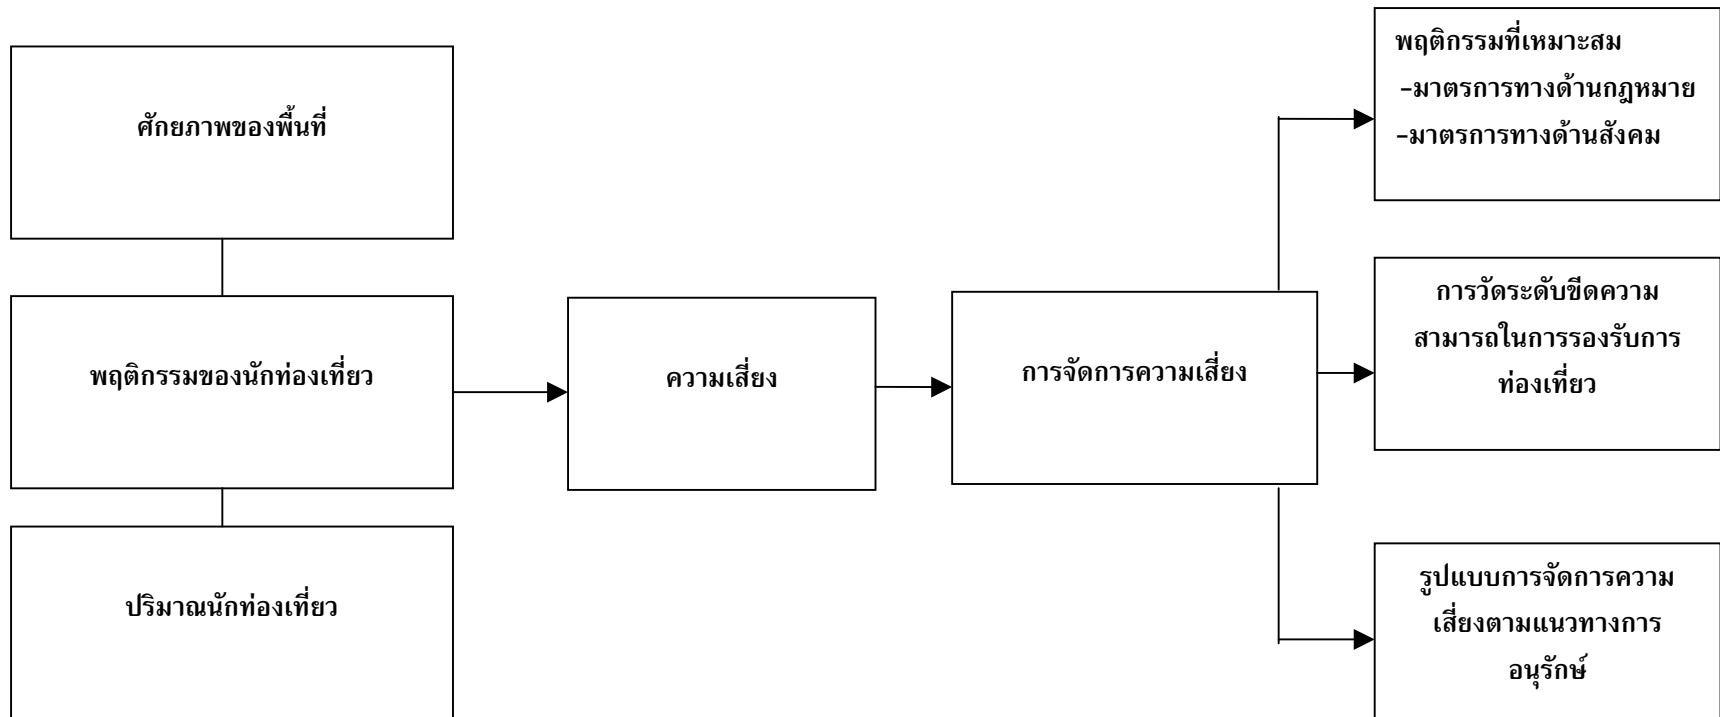 ศักยภาพของพื้นที่
พฤติกรรมของนักท่องเที่ยว
ปริมาณนักท่องเที่ยว
ความเสี่ยง
การจัดการความเสี่ยง
พฤติกรรมที่เหมาะสม
-มาตรการทางด้านกฎหมาย
-มาตรการทางด้านสังคม
การวัดระดับขีดความ
สามารถในการรองรับการ
ท่องเที่ยว
รูปแบบการจัดการความ
เสี่ยงตามแนวทางการ
อนุรักษ์